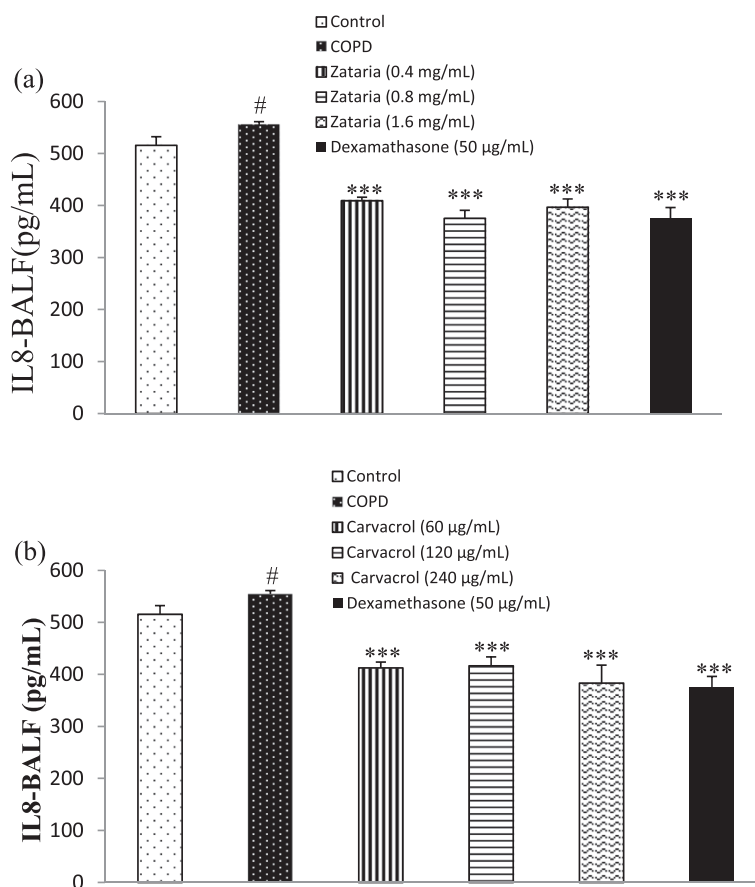 Control
COPD
Zataria (0.4 mg/mL)
Zataria (0.8 mg/mL)
Zataria (1.6 mg/mL)
Dexamathasone (50 µg/mL)
(a)
IL8-BALF(pg/mL)
600
500
400
300
200
100
0
#
***
***
***
***
Control
COPD
Carvacrol (60 µg/mL)
Carvacrol (120 µg/mL)
Carvacrol (240 µg/mL)
Dexamethasone (50 µg/mL)
(b)
IL8-BALF (pg/mL)
600
500
400
300
200
100
0
#
***
***
***
***